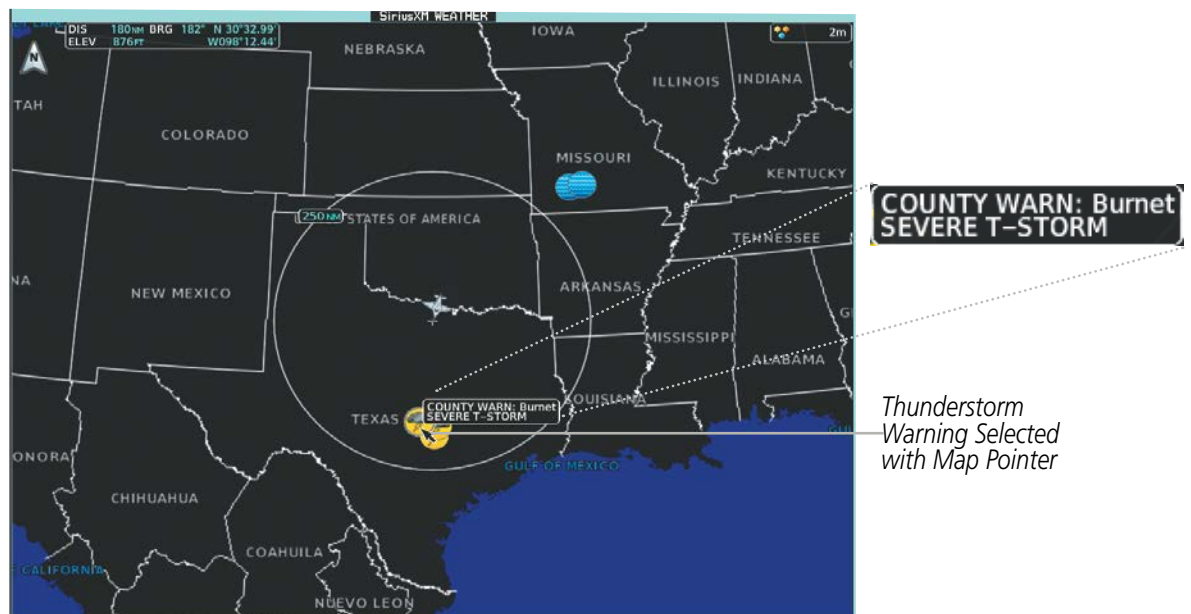 SiriusXM WEATHER
DIS 180NM BRG 182° N 30°32.99'
ELEV 876FT W098°12.44'
2m
N
IOWA
NEBRASKA
ILLINOIS
INDIANA
TAH
COLORADO
MISSOURI
KENTUCKY
250NM
STATES OF AMERICA
TENNESSEE
NA
NEW MEXICO
ARKANSAS
MISSISSIPPI
ALABAMA
LOUISIANA
TEXAS
COUNTY WARN: Burnet
SEVERE T-STORM
GULF OF MEXICO
ONORA
CHIHUAHUA
COAHUILA
CALIFORNIA
NUEVO LEON
COUNTY WARN: Burnet
SEVERE T-STORM
Thunderstorm
Warning Selected
with Map Pointer